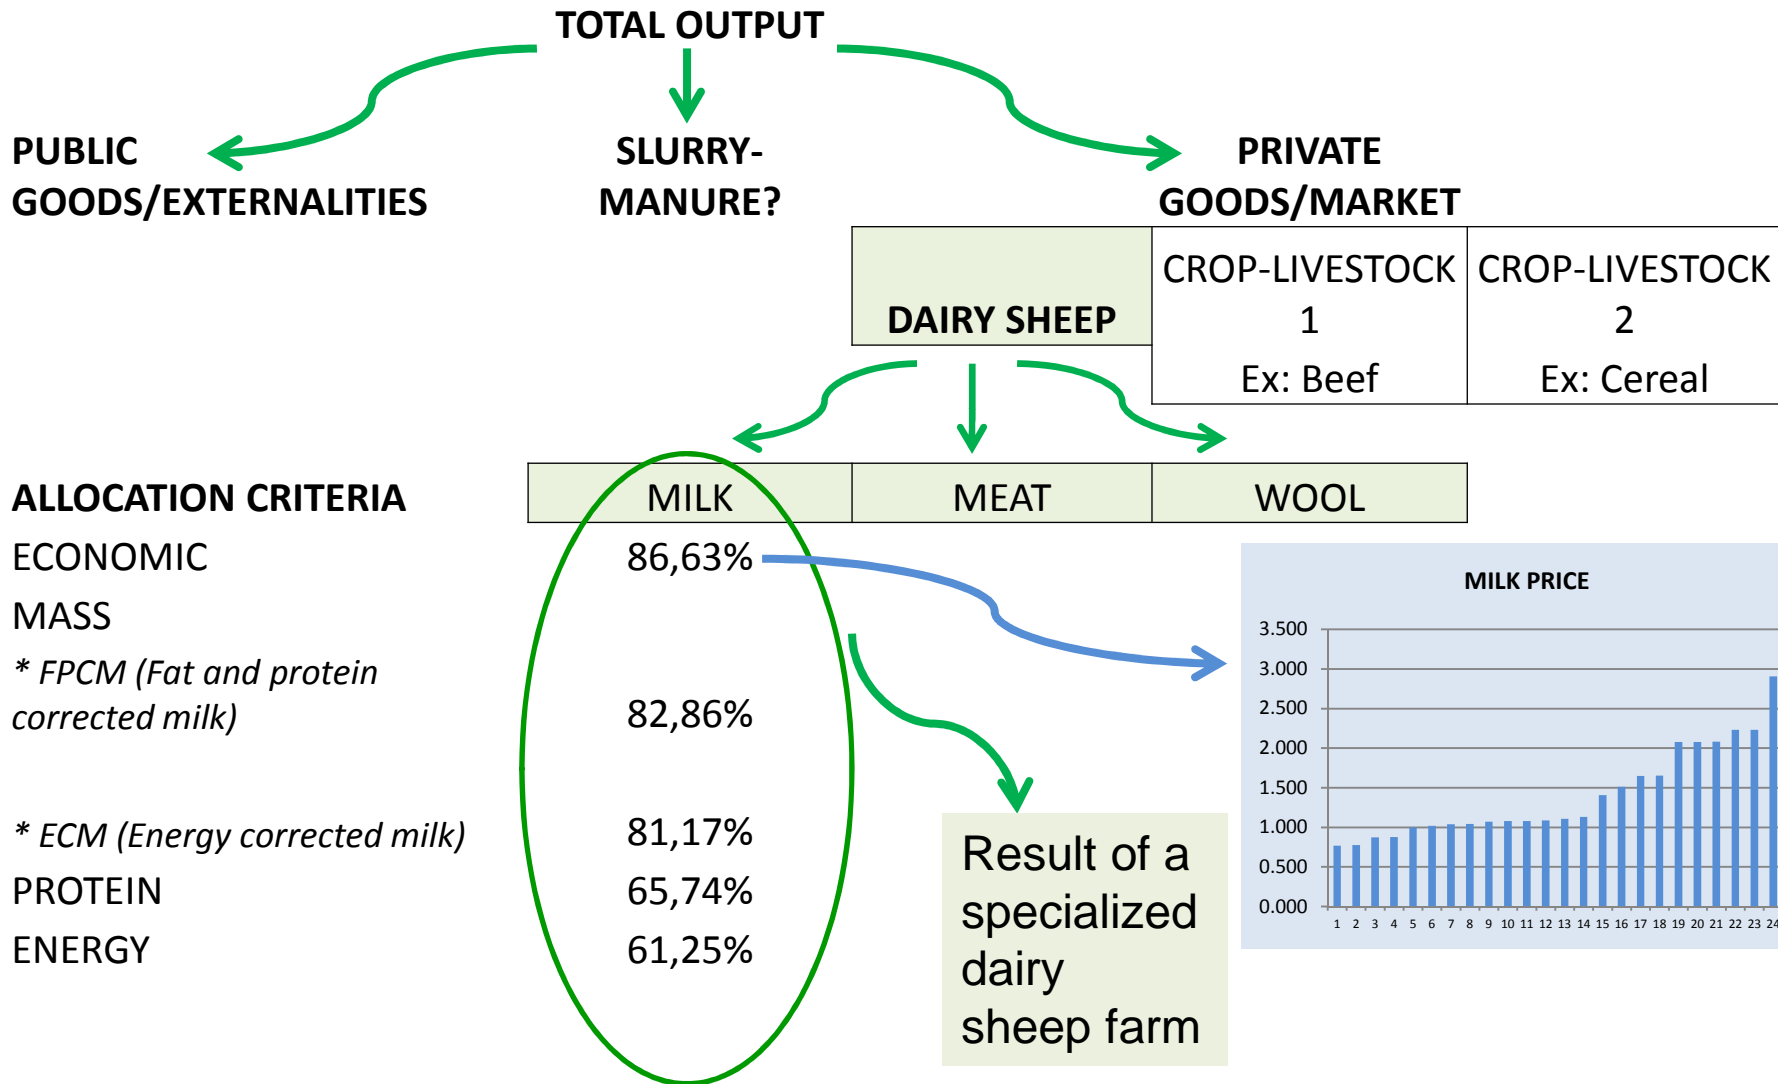 TOTAL OUTPUT
PUBLIC
GOODS/EXTERNALITIES
SLURRY-
MANURE?
PRIVATE
GOODS/MARKET
DAIRY SHEEP
CROP-LIVESTOCK
1
Ex: Beef
CROP-LIVESTOCK
2
Ex: Cereal
ALLOCATION CRITERIA
MILK
MEAT
WOOL
ECONOMIC
86,63%
MASS
* FPCM (Fat and protein
corrected milk)
82,86%
* ECM (Energy corrected milk)
81,17%
PROTEIN
65,74%
ENERGY
61,25%
Result of a
specialized
dairy
sheep farm
MILK PRICE
3.500
3.000
2.500
2.000
1.500
1.000
0.500
0.000
1 2 3 4 5 6 7 8 9 10 11 12 13 14 15 16 17 18 19 20 21 22 23 24